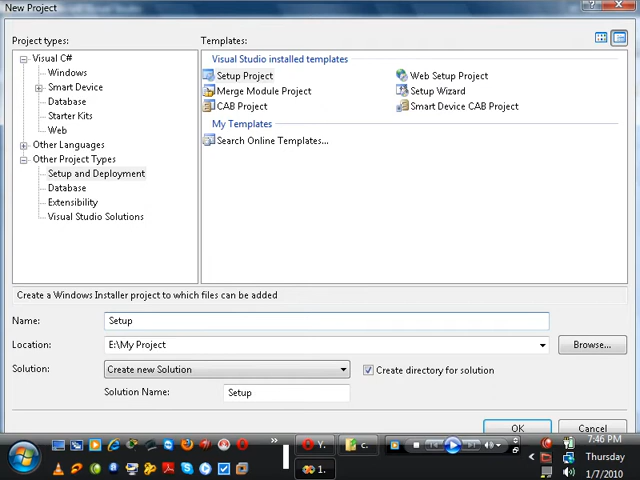 New Project
Project types:
Templates:
Visual C#
Windows
Smart Device
Database
Starter Kits
Web
Other Languages
Other Project Types
Setup and Deployment
Database
Extensibility
Visual Studio Solutions
Visual Studio installed templates
Setup Project
Web Setup Project
Merge Module Project
Setup Wizard
CAB Project
Smart Device CAB Project
My Templates
Search Online Templates...
Create a Windows Installer project to which files can be added
Name:
Setup
Location:
E:\My Project
Browse...
Solution:
Create new Solution
Create directory for solution
Solution Name:
Setup
OK
Cancel
Y.
c.
1.
7:46 PM
Thursday
1/7/2010